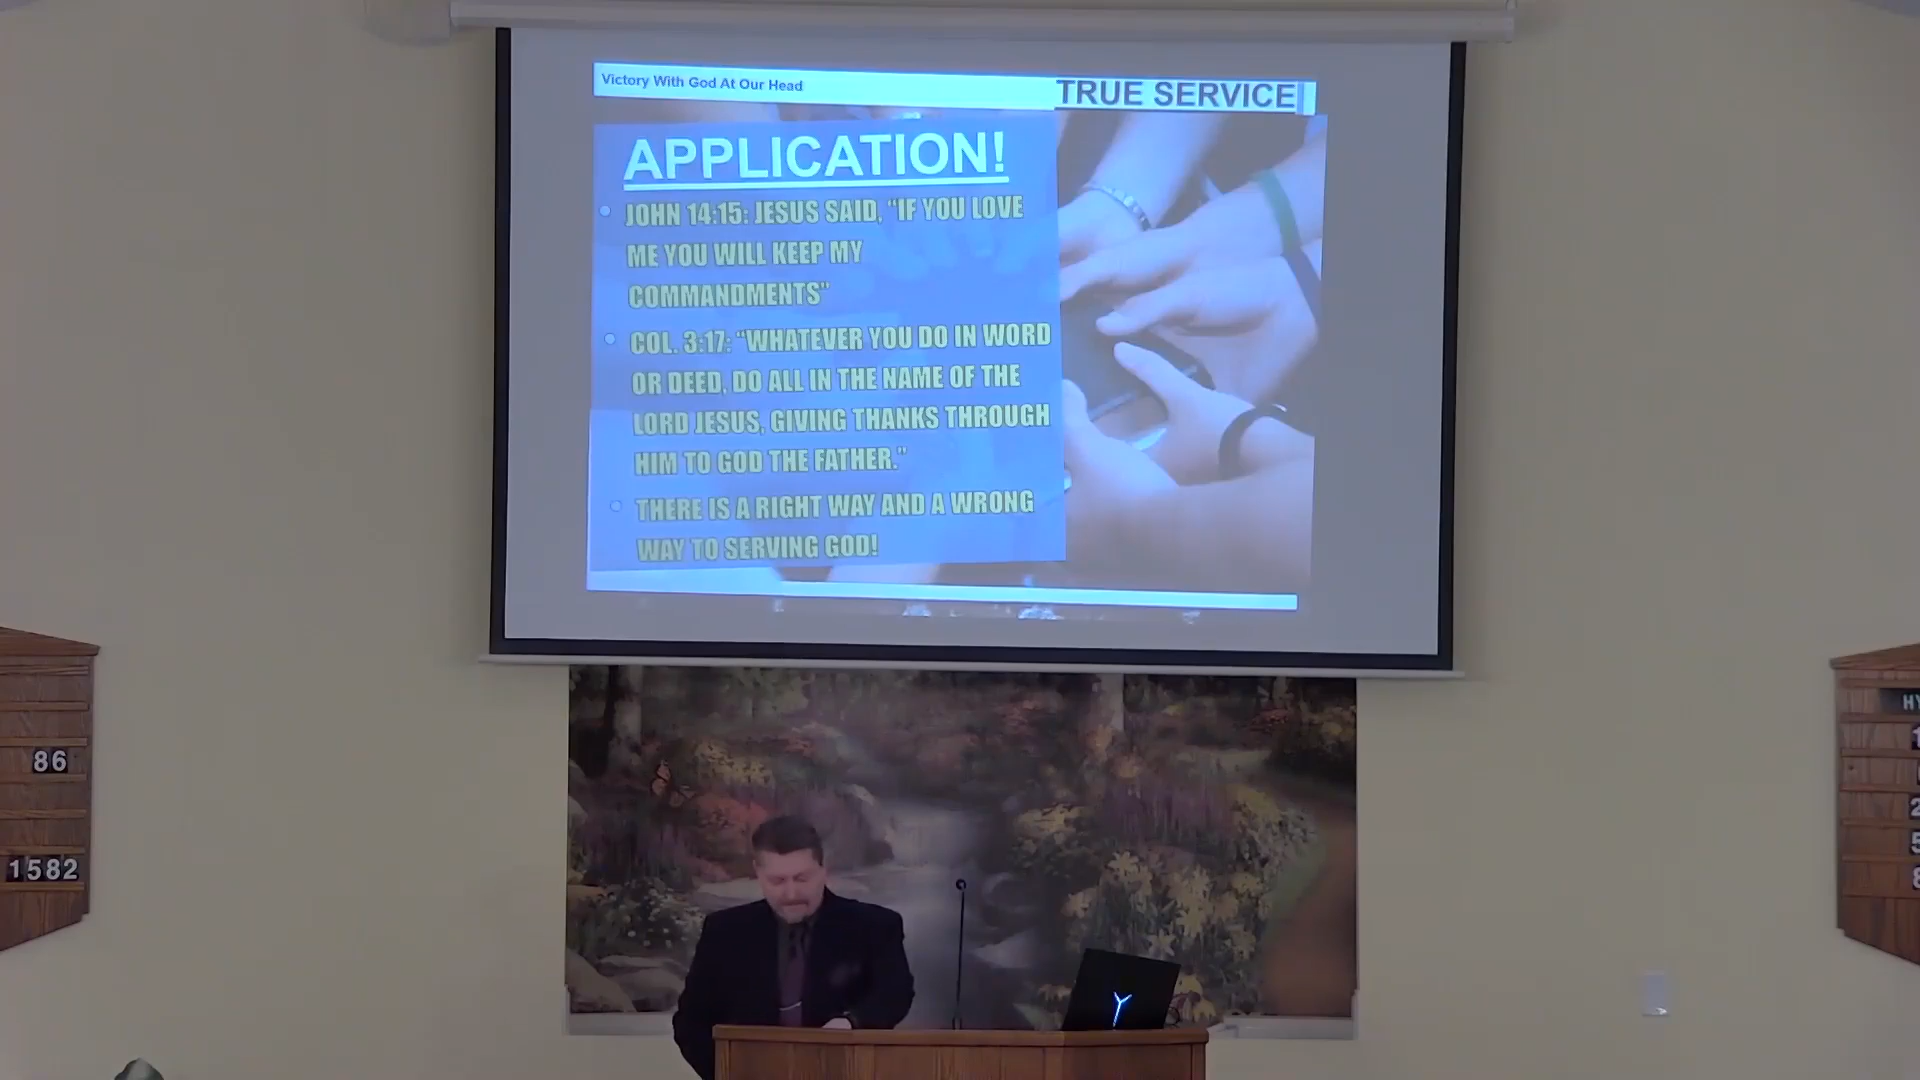 Victory With God At Our Head
TRUE SERVICE
APPLICATION!
JOHN 14:15: JESUS SAID, “IF YOU LOVE
ME YOU WILL KEEP MY
COMMANDMENTS”
COL. 3:17: “WHATEVER YOU DO IN WORD
OR DEED, DO ALL IN THE NAME OF THE
LORD JESUS, GIVING THANKS THROUGH
HIM TO GOD THE FATHER.”
THERE IS A RIGHT WAY AND A WRONG
WAY TO SERVING GOD!
86
1582